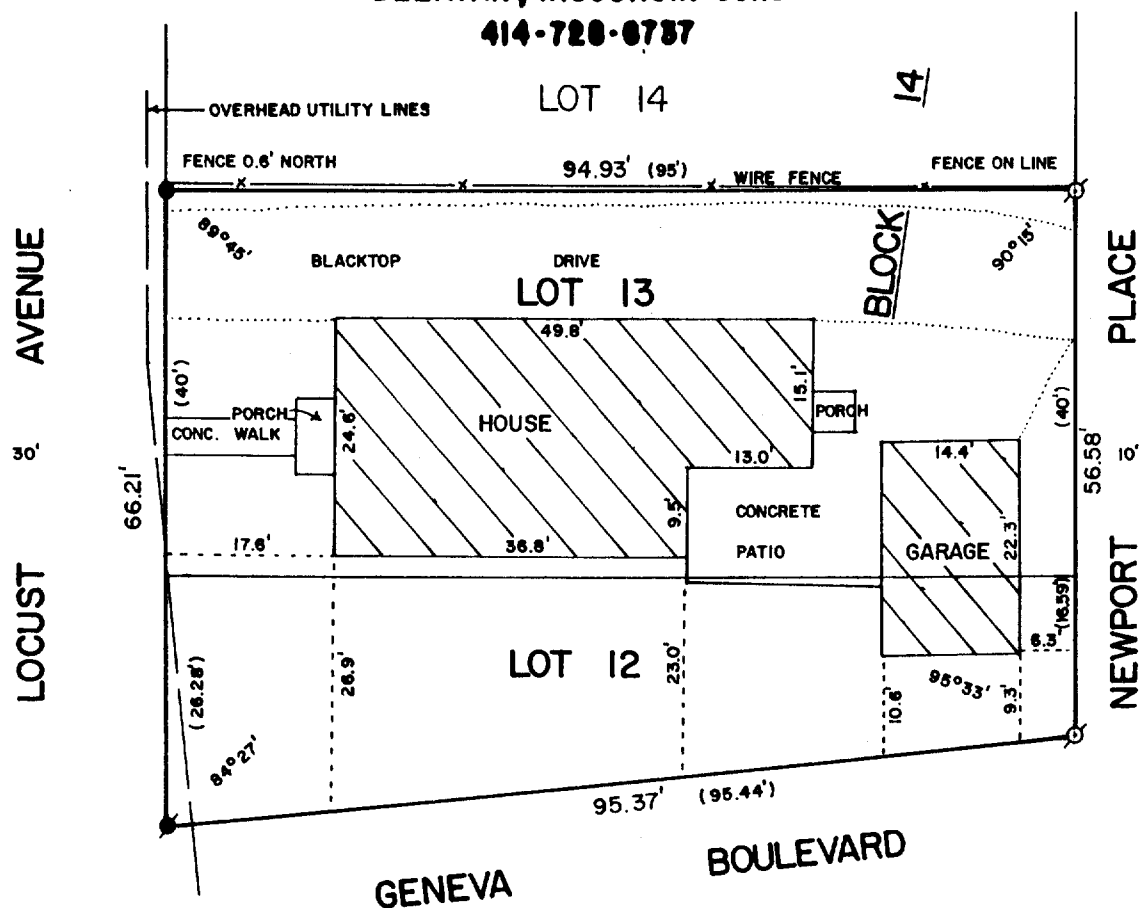 414-728-8737
LOT 14
14
OVERHEAD UTILITY LINES
FENCE 0.6' NORTH
94.93' (95')
WIRE FENCE
FENCE ON LINE
89°45'
90°15'
BLACKTOP DRIVE
LOT 13
BLOCK
AVENUE
PLACE
49.8'
(40')
(40')
15.1'
PORCH
PORCH
CONC. WALK
24.6'
HOUSE
30'
10'
13.0'
14.4'
56.58'
66.21'
9.5'
CONCRETE
PATIO
22.3'
GARAGE
17.6'
36.8'
LOCUST
NEWPORT
(16.59')
6.3'
LOT 12
(26.28')
26.9'
23.0'
95°33'
10.6'
9.3'
84°27'
95.37' (95.44')
GENEVA BOULEVARD